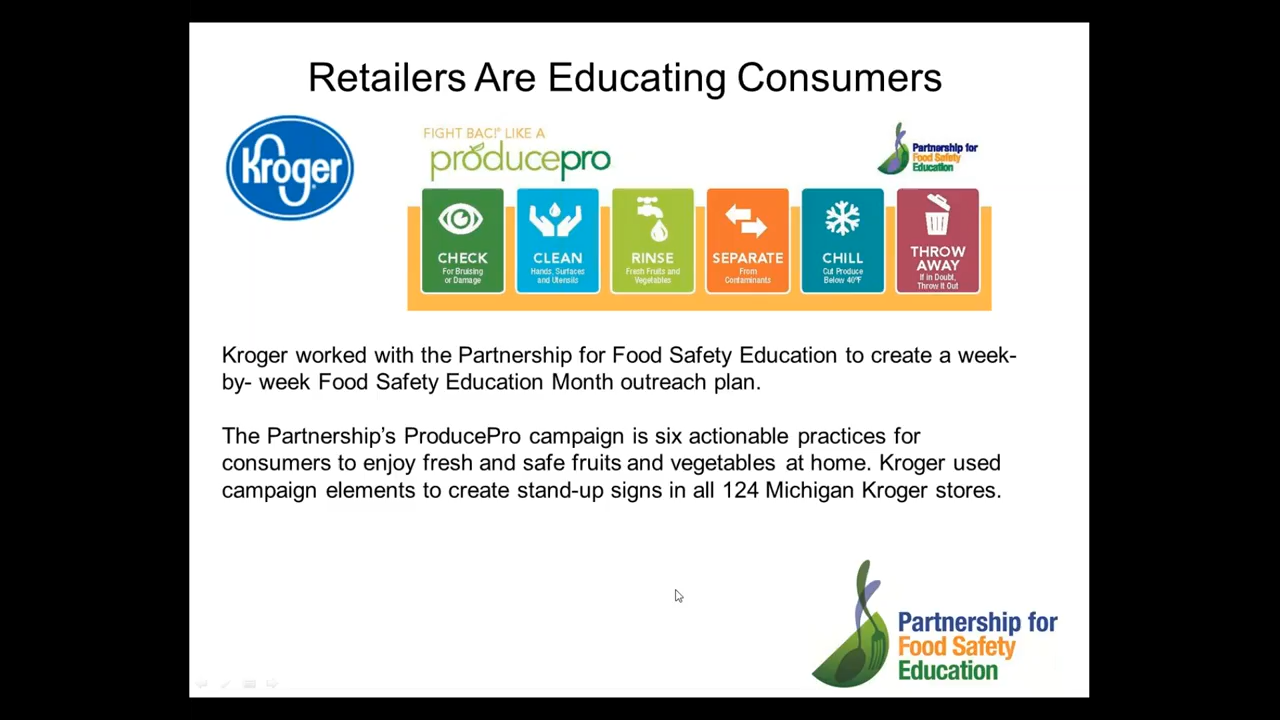 Retailers Are Educating Consumers
Kroger
FIGHT BAC!® LIKE A
producepro
Partnership for
Food Safety
Education
CHECK
For Bruising
or Damage
CLEAN
Hands, Surfaces
and Utensils
RINSE
Fresh Fruits and
Vegetables
SEPARATE
From
Contaminants
CHILL
Cut Produce
Below 40°F
THROW
AWAY
If in Doubt,
Throw It Out
Kroger worked with the Partnership for Food Safety Education to create a week-
by- week Food Safety Education Month outreach plan.
The Partnership’s ProducePro campaign is six actionable practices for
consumers to enjoy fresh and safe fruits and vegetables at home. Kroger used
campaign elements to create stand-up signs in all 124 Michigan Kroger stores.
Partnership for
Food Safety
Education